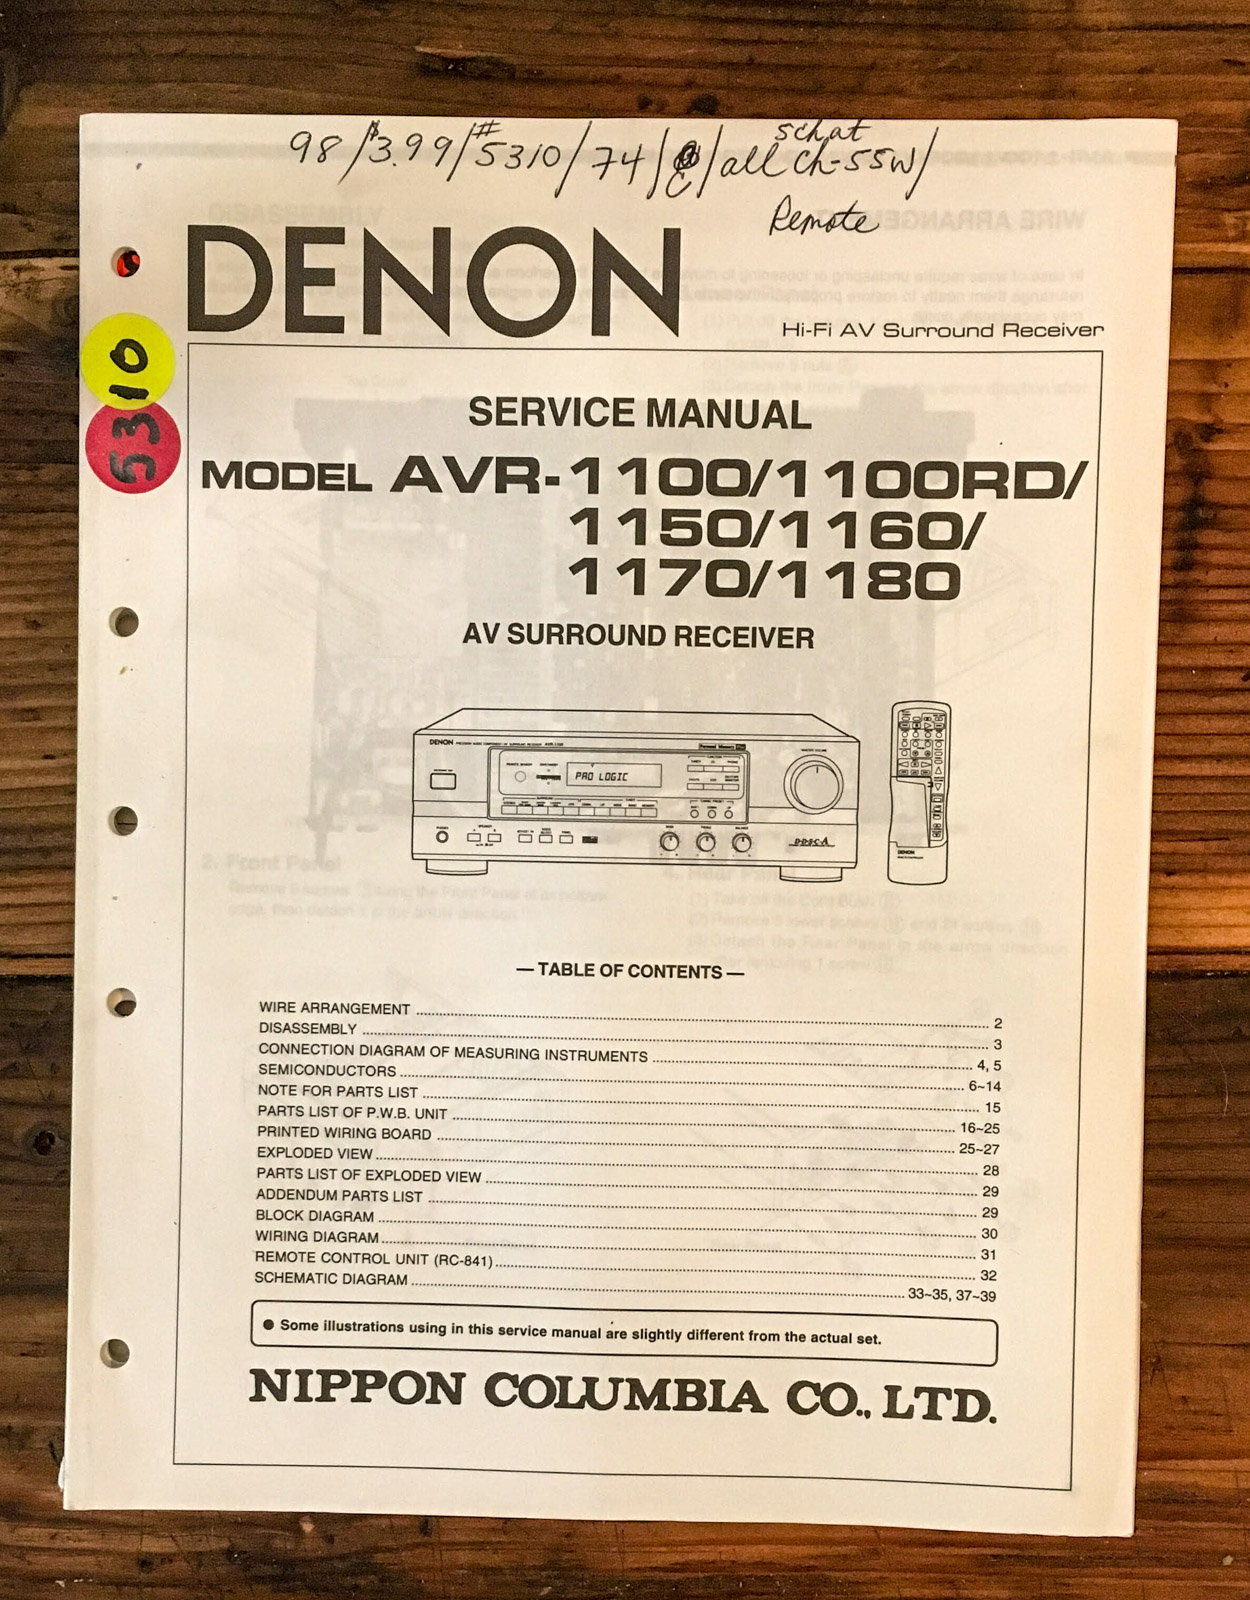 98/$3.99/#5310/74/C/all schat Ch-55W/
Remote
DENON
Hi-Fi AV Surround Receiver
5310
SERVICE MANUAL
MODEL AVR-1100/1100RD/
1150/1160/
1170/1180
AV SURROUND RECEIVER
DENON
PRO LOGIC
DENON
— TABLE OF CONTENTS —
WIRE ARRANGEMENT ........ 2
DISASSEMBLY ........ 3
CONNECTION DIAGRAM OF MEASURING INSTRUMENTS ........ 4, 5
SEMICONDUCTORS ........ 6~14
NOTE FOR PARTS LIST ........ 15
PARTS LIST OF P.W.B. UNIT ........ 16~25
PRINTED WIRING BOARD ........ 25~27
EXPLODED VIEW ........ 28
PARTS LIST OF EXPLODED VIEW ........ 29
ADDENDUM PARTS LIST ........ 29
BLOCK DIAGRAM ........ 30
WIRING DIAGRAM ........ 31
REMOTE CONTROL UNIT (RC-841) ........ 32
SCHEMATIC DIAGRAM ........ 33~35, 37~39
● Some illustrations using in this service manual are slightly different from the actual set.
NIPPON COLUMBIA CO., LTD.